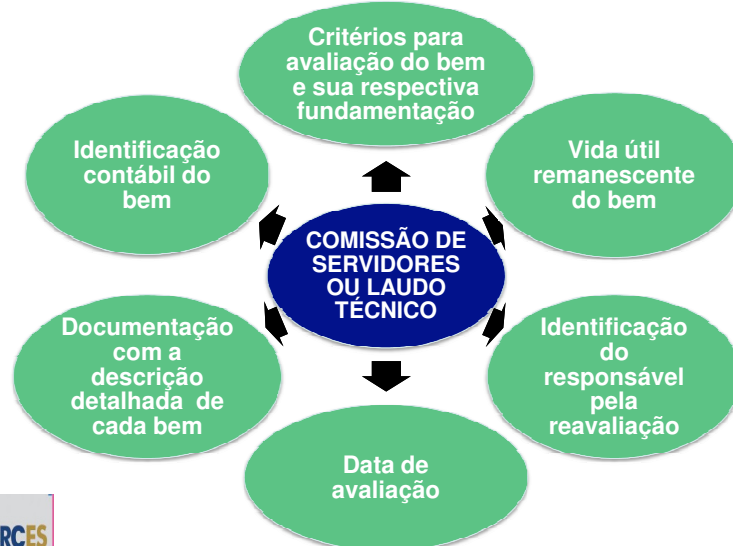 Critérios para
avaliação do bem
e sua respectiva
fundamentação
Identificação
contábil do
bem
Vida útil
remanescente
do bem
COMISSÃO DE
SERVIDORES
OU LAUDO
TÉCNICO
Documentação
com a
descrição
detalhada de
cada bem
Identificação
do
responsável
pela
reavaliação
Data de
avaliação
RCES